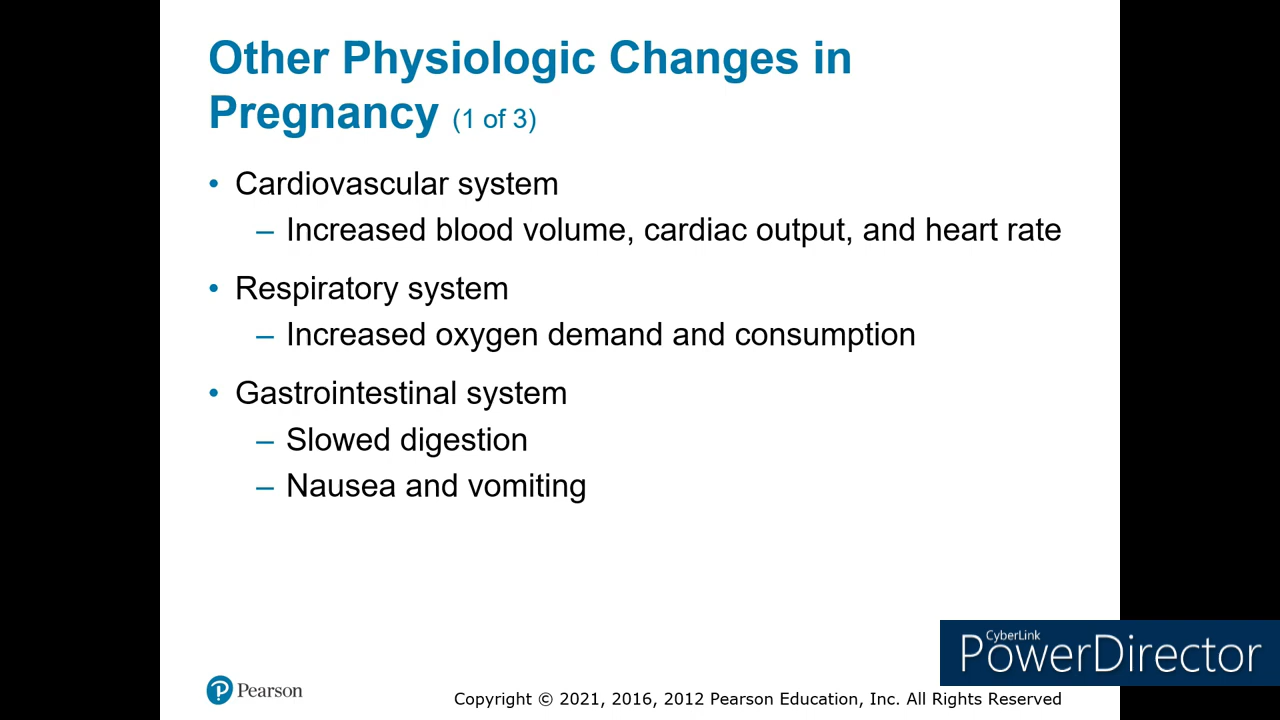 Other Physiologic Changes in
Pregnancy (1 of 3)
• Cardiovascular system
– Increased blood volume, cardiac output, and heart rate
• Respiratory system
– Increased oxygen demand and consumption
• Gastrointestinal system
– Slowed digestion
– Nausea and vomiting
CyberLink
PowerDirector
P Pearson
Copyright © 2021, 2016, 2012 Pearson Education, Inc. All Rights Reserved